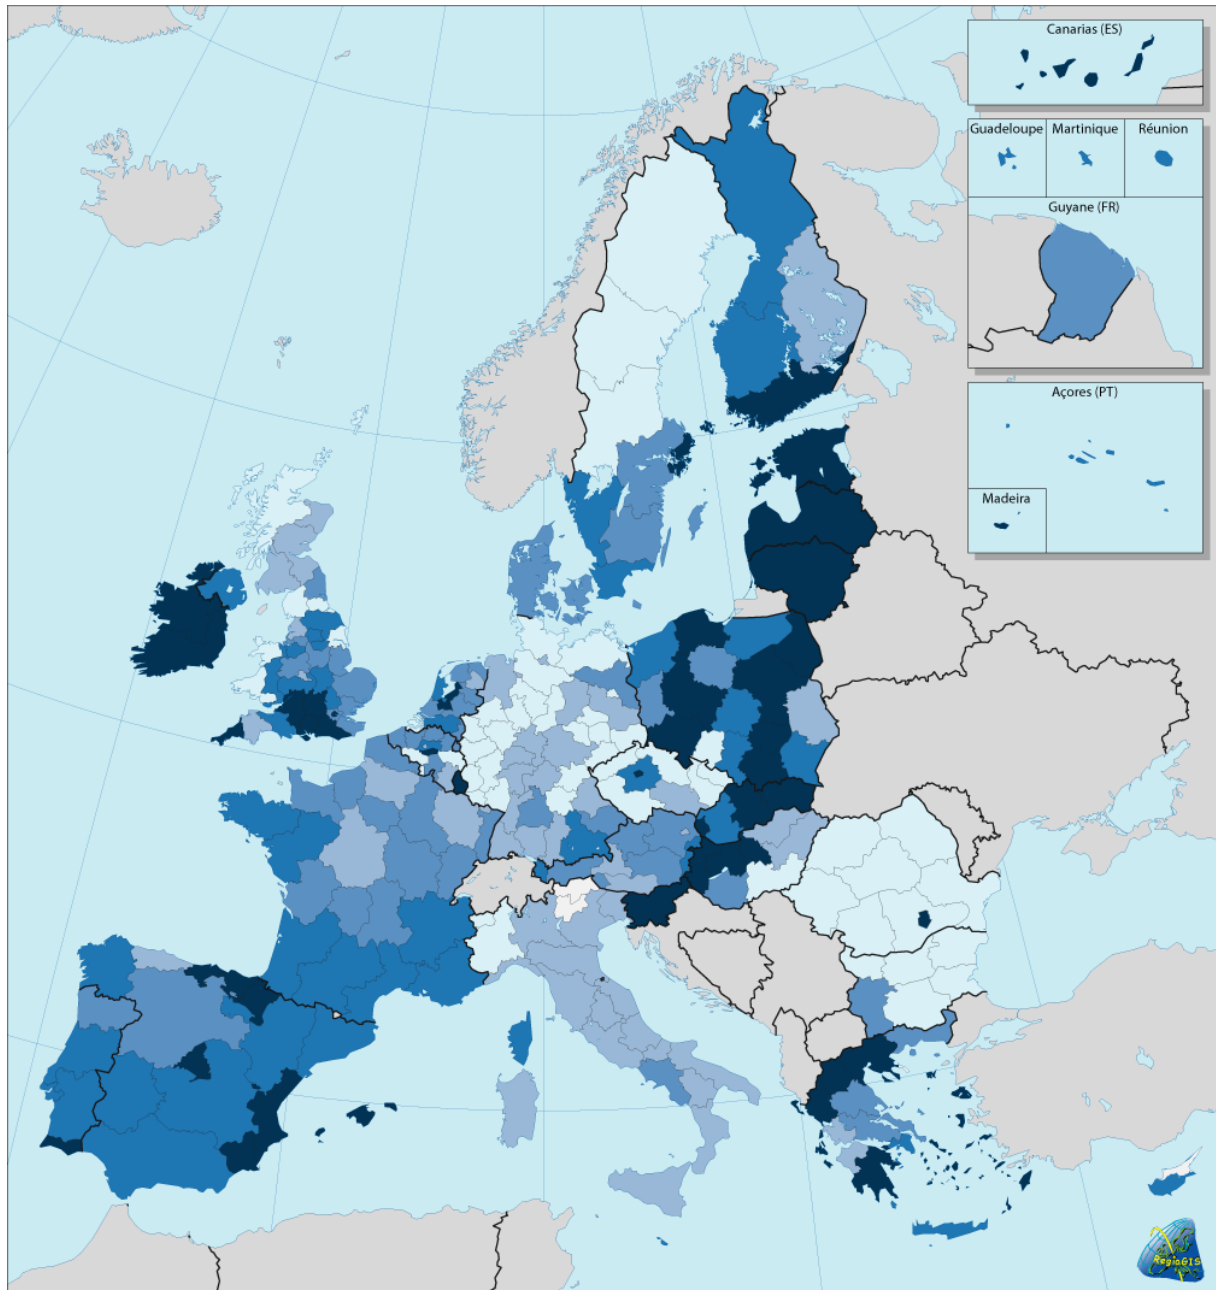 Canarias (ES)
Guadeloupe
Martinique
Réunion
Guyane (FR)
Açores (PT)
Madeira
RegioGIS